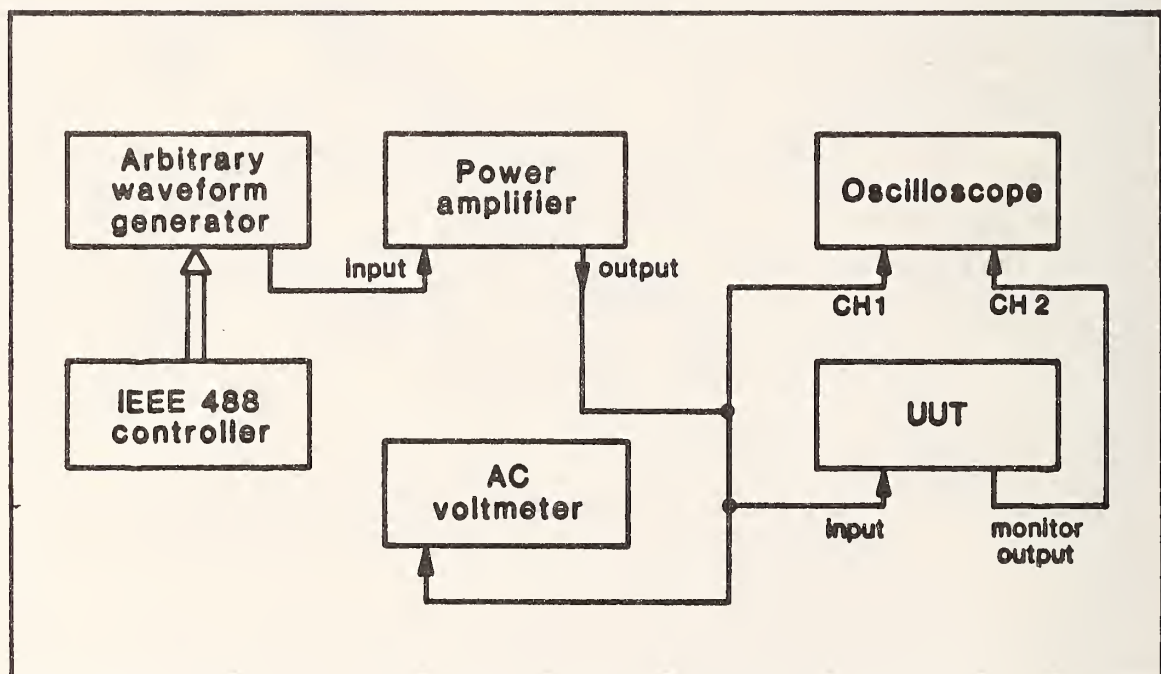 Arbitrary
waveform
generator
Power
amplifier
Oscilloscope
input
output
CH1
CH 2
IEEE 488
controller
UUT
AC
voltmeter
input
monitor
output